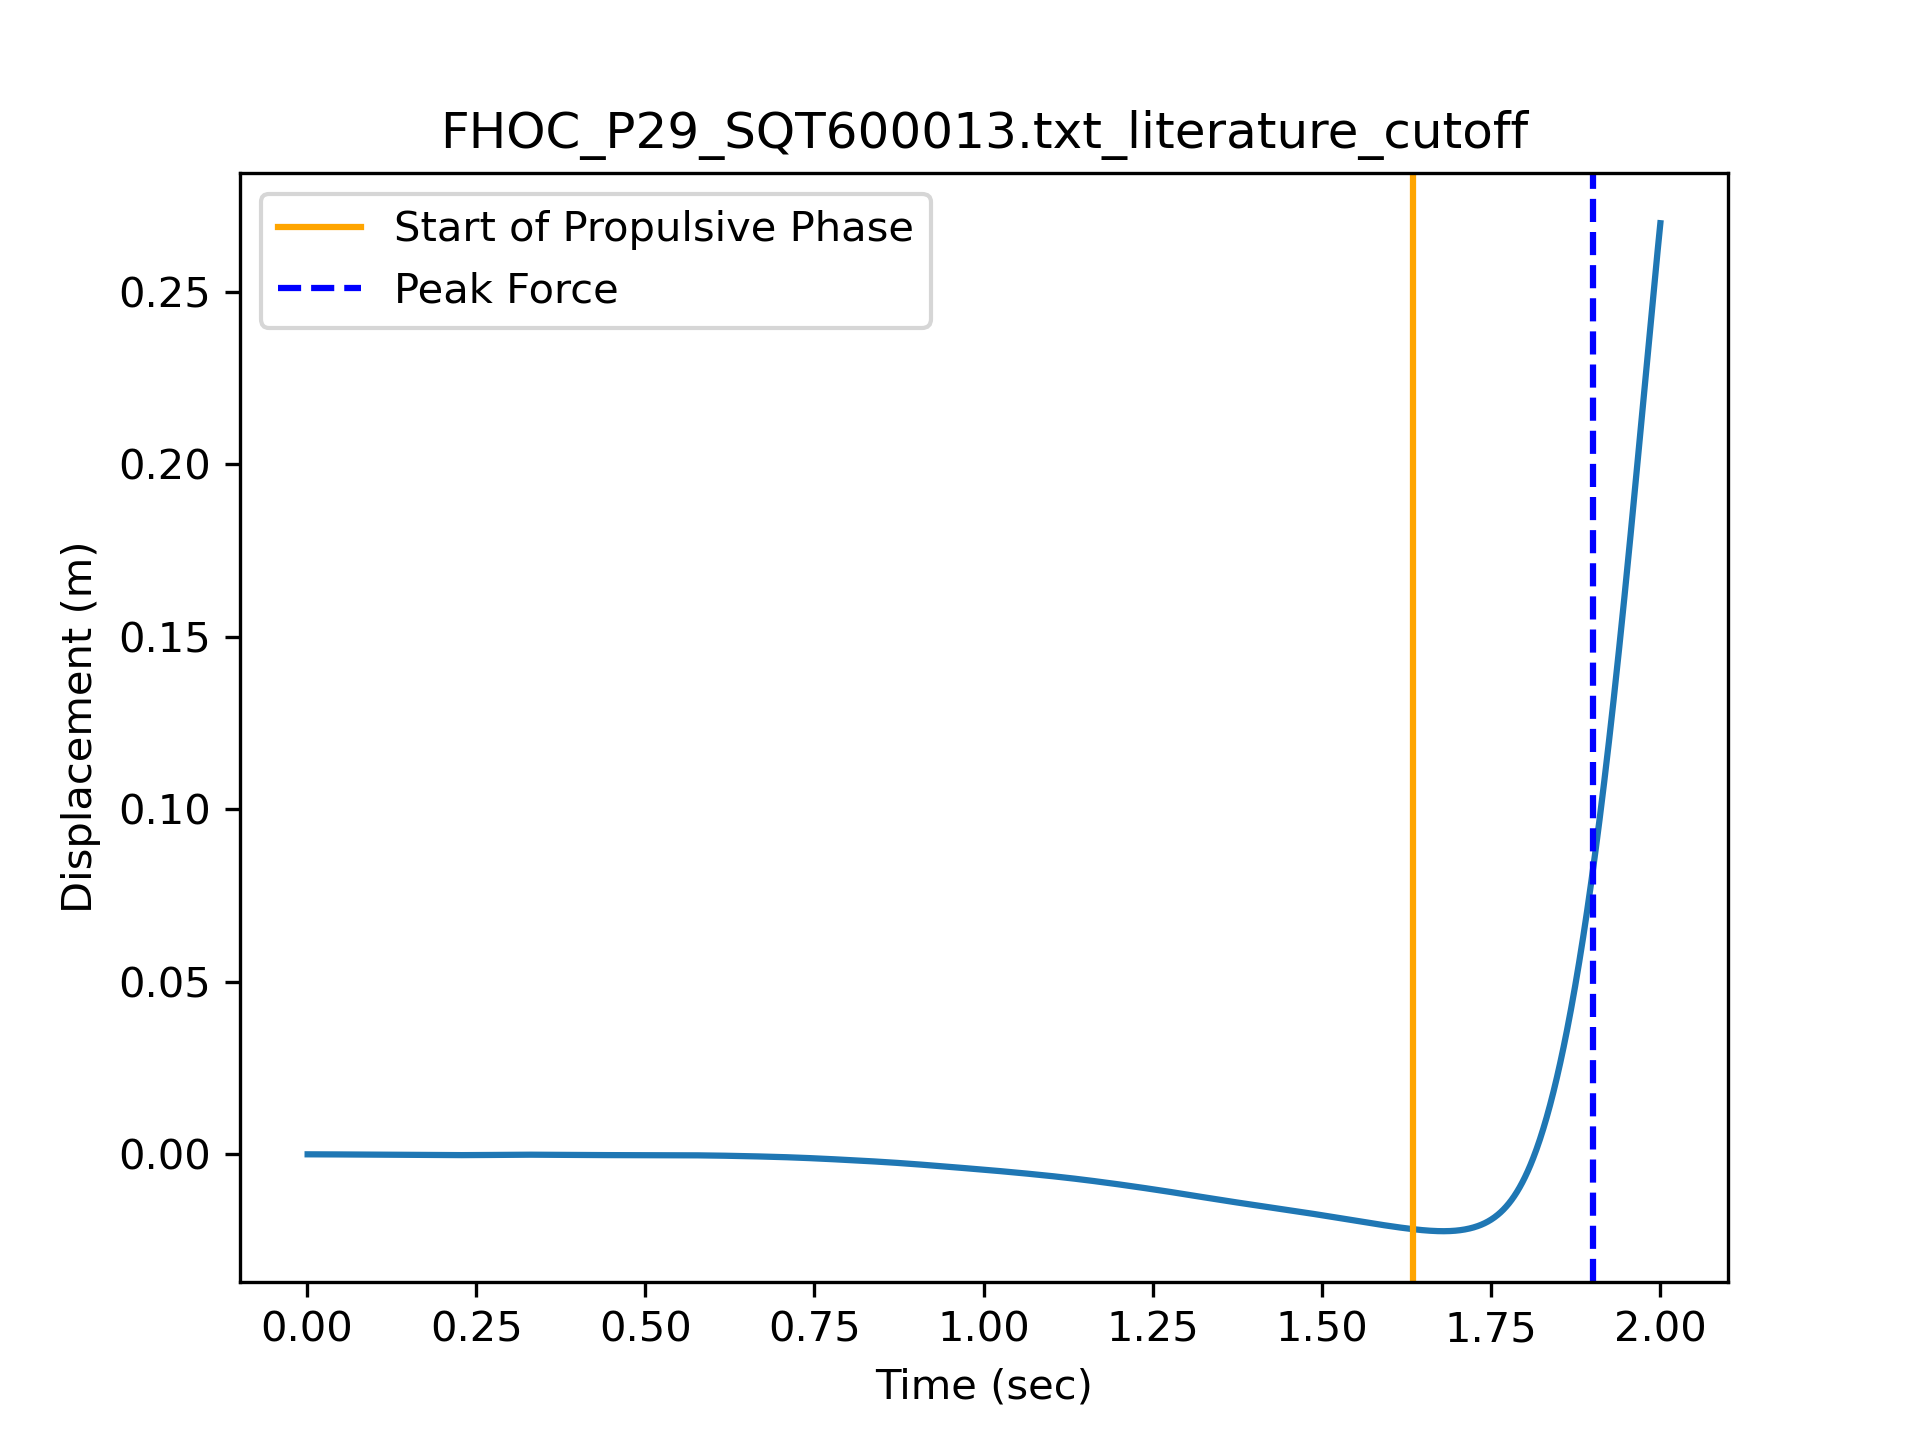 FHOC_P29_SQT600013.txt_literature_cutoff
Start of Propulsive Phase
Peak Force
0.25
0.20
0.15
0.10
0.05
0.00
Displacement (m)
0.00 0.25 0.50 0.75 1.00 1.25 1.50 1.75 2.00
Time (sec)